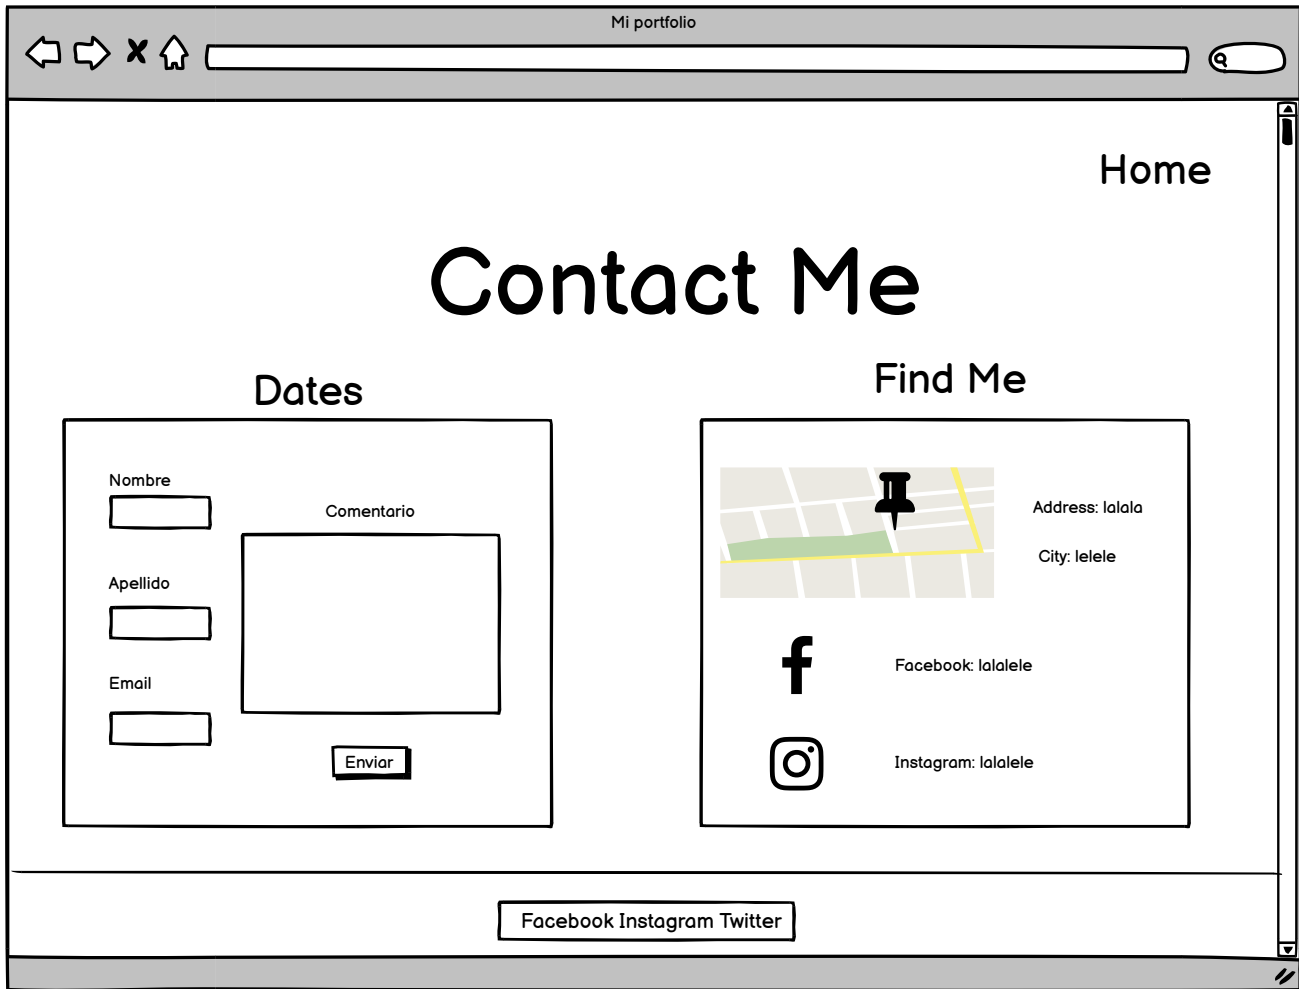 Mi portfolio
Home
Contact Me
Dates
Find Me
Nombre
Comentario
Apellido
Email
Enviar
Address: lalala
City: lelele
Facebook: lalalele
Instagram: lalalele
Facebook Instagram Twitter